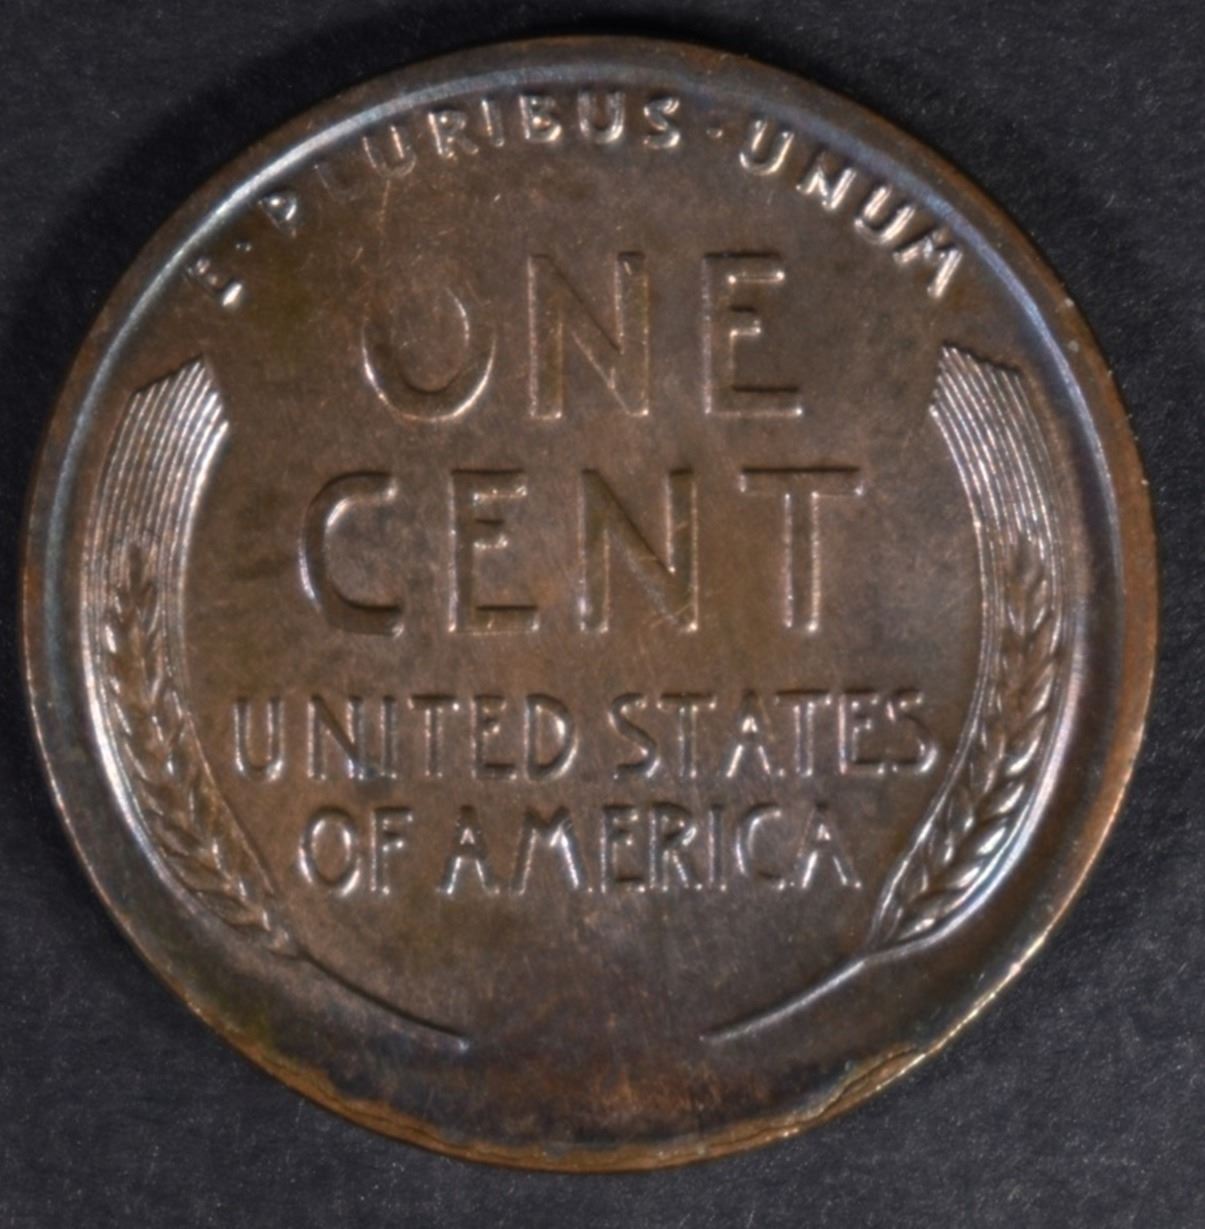 E·PLURIBUS·UNUM
ONE
CENT
UNITED STATES
OF AMERICA